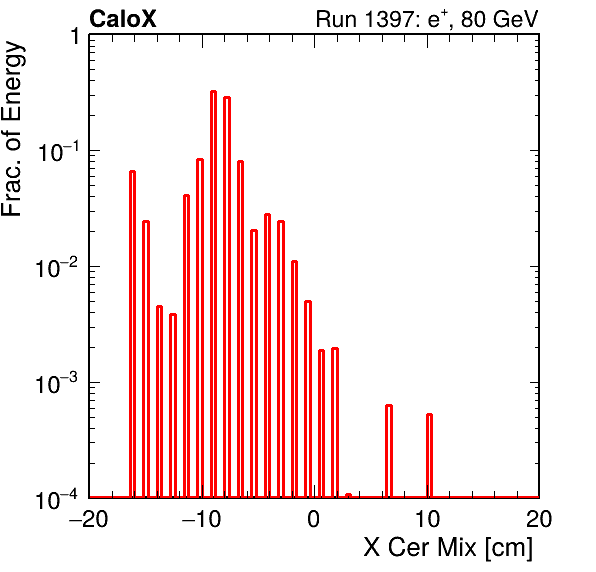 CaloX Run 1397: e⁺, 80 GeV
Frac. of Energy
1
10⁻¹
10⁻²
10⁻³
10⁻⁴
−20 −10 0 10 20
X Cer Mix [cm]